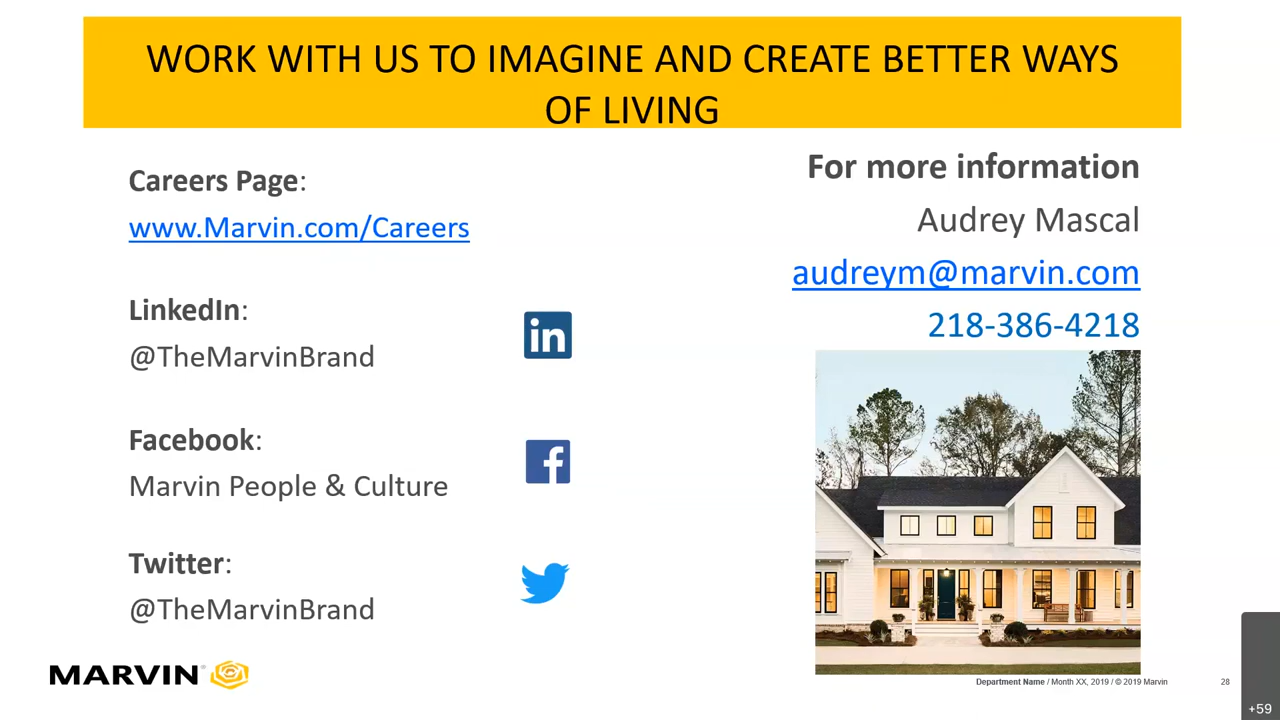 WORK WITH US TO IMAGINE AND CREATE BETTER WAYS
OF LIVING
Careers Page:
www.Marvin.com/Careers
LinkedIn:
@TheMarvinBrand
in
Facebook:
Marvin People & Culture
f
Twitter:
@TheMarvinBrand
For more information
Audrey Mascal
audreym@marvin.com
218-386-4218
MARVIN®
Department Name / Month XX, 2019 / © 2019 Marvin
28
+59